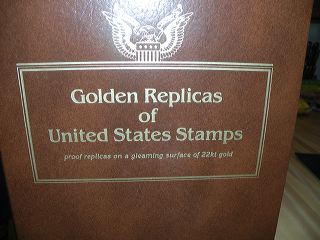 Golden Replicas
of
United States Stamps
proof replicas on a gleaming surface of 22kt gold